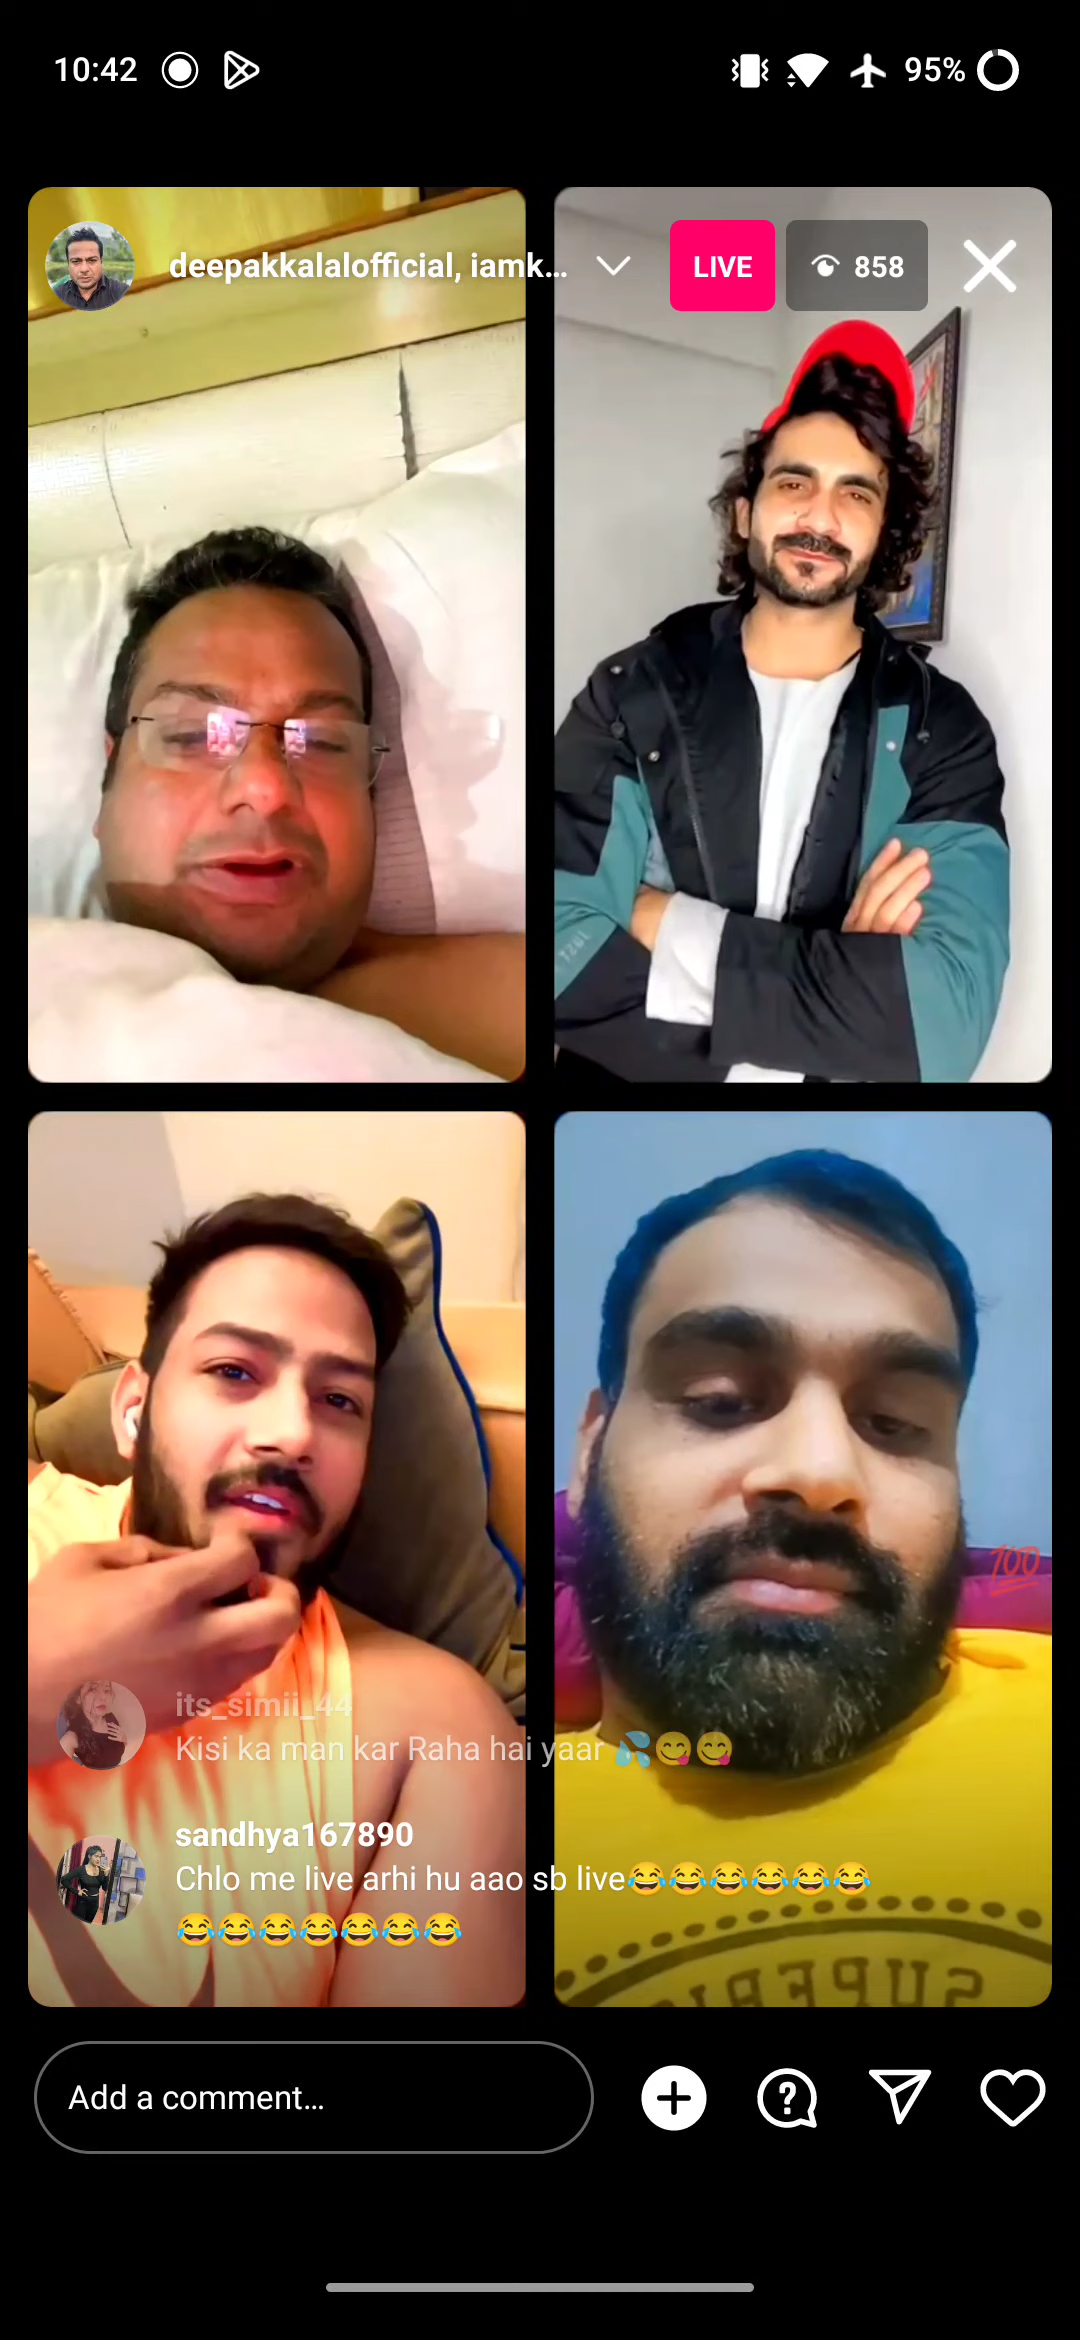 10:42
95%
deepakkalalofficial, iamk...
LIVE
858
100
its_simii_44
Kisi ka man kar Raha hai yaar 💦😋😋
sandhya167890
Chlo me live arhi hu aao sb live😂😂😂😂😂😂
😂😂😂😂😂😂😂
Add a comment...